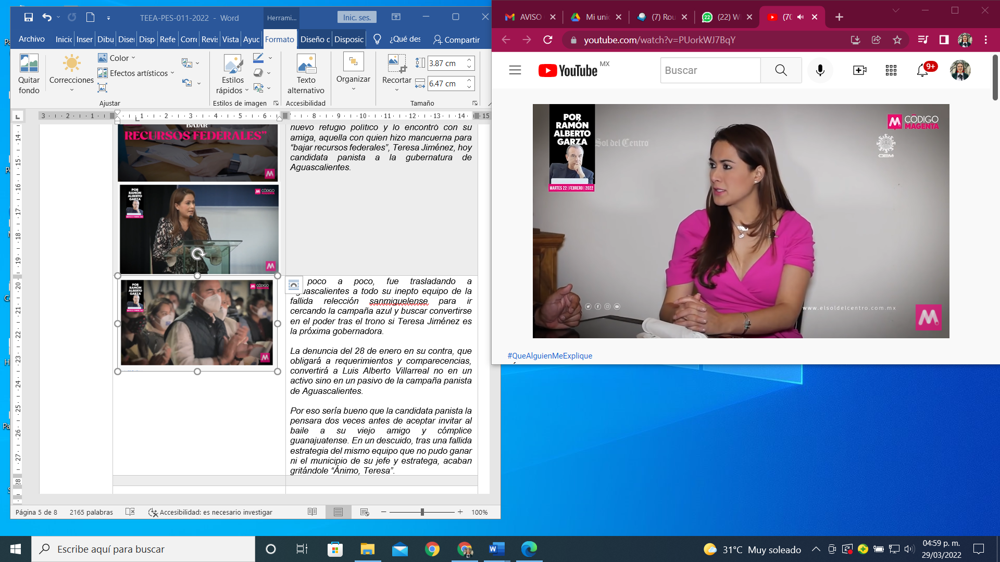 TEEA-PES-011-2022 - Word
Herrami...
Inic. ses.
Archivo
Inicio
Inser
Dibu
Disp
Refe
Corre
Vista
Ayuc
Formato
Diseño c
Disposic
¿Qué des
Compartir
Quitar
fondo
Correcciones
Color
Efectos artísticos
Ajustar
Estilos
rápidos
Estilos de imagen
Texto
alternativo
Accesibilidad
Organizar
Recortar
3.87 cm
6.47 cm
Tamaño
BAJAR
RECURSOS FEDERALES”
nuevo refugio político y lo encontró con su
amiga, aquella con quien hizo mancuerna para
“bajar recursos federales”, Teresa Jiménez, hoy
candidata panista a la gubernatura de
Aguascalientes.
POR
RAMÓN
ALBERTO
GARZA
CÓDIGO
poco a poco, fue trasladando a
guascalientes a todo su inepto equipo de la
fallida relección sanmiguelense para ir
cercando la campaña azul y buscar convertirse
en el poder tras el trono si Teresa Jiménez es
la próxima gobernadora.
La denuncia del 28 de enero en su contra, que
obligará a requerimientos y comparecencias,
convertirá a Luis Alberto Villarreal no en un
activo sino en un pasivo de la campaña panista
de Aguascalientes.
Por eso sería bueno que la candidata panista la
pensara dos veces antes de aceptar invitar al
baile a su viejo amigo y cómplice
guanajuatense. En un descuido, tras una fallida
estrategia del mismo equipo que no pudo ganar
ni el municipio de su jefe y estratega, acaban
gritándole “Ánimo, Teresa”.
Página 5 de 8
2165 palabras
Accesibilidad: es necesario investigar
100%
AVISO
Mi unid
(7) Rou
(22) W
(70
youtube.com/watch?v=PUorkWJ7BqY
YouTube MX
Buscar
9+
POR
RAMÓN
ALBERTO
GARZA
MARTES 22 | FEBRERO | 2022
Sol del Centro
CÓDIGO
MAGENTA
OEM
www.elsoldelcentro.com.mx
M
#QueAlguienMeExplique
Escribe aquí para buscar
31°C Muy soleado
04:59 p. m.
29/03/2022